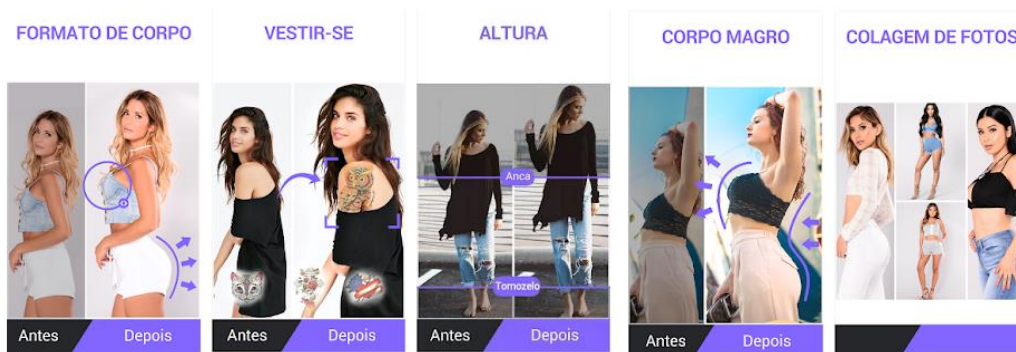 FORMATO DE CORPO
Antes
Depois
VESTIR-SE
Antes
Depois
ALTURA
Anca
Tornozelo
Antes
Depois
CORPO MAGRO
Antes
Depois
COLAGEM DE FOTOS